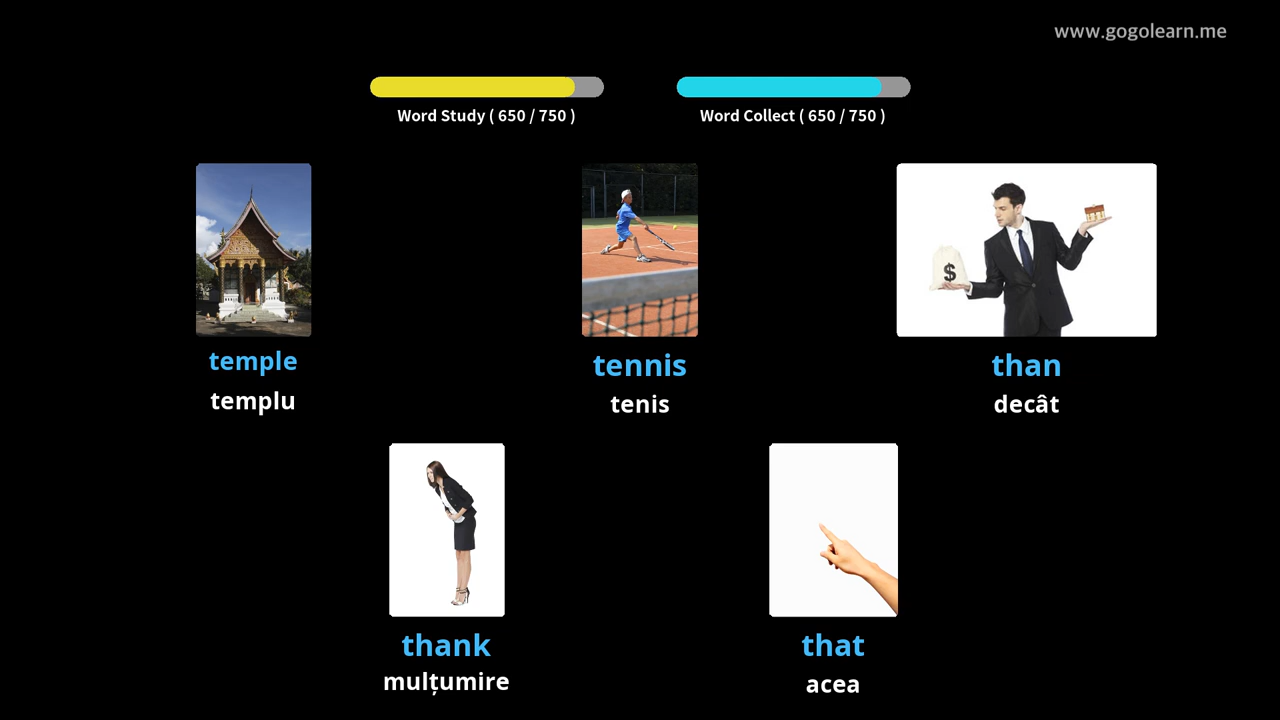 www.gogolearn.me
Word Study ( 650 / 750 )
Word Collect ( 650 / 750 )
$
temple
templu
tennis
tenis
than
decât
thank
mulțumire
that
acea